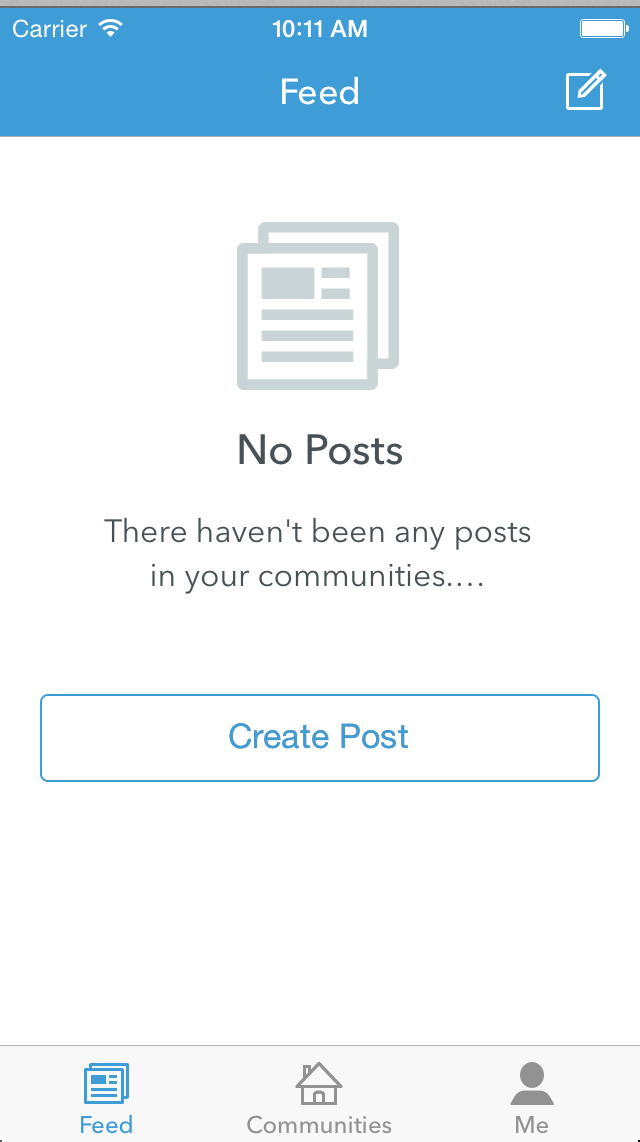 Carrier 10:11 AM
Feed
No Posts
There haven't been any posts
in your communities....
Create Post
Feed Communities Me